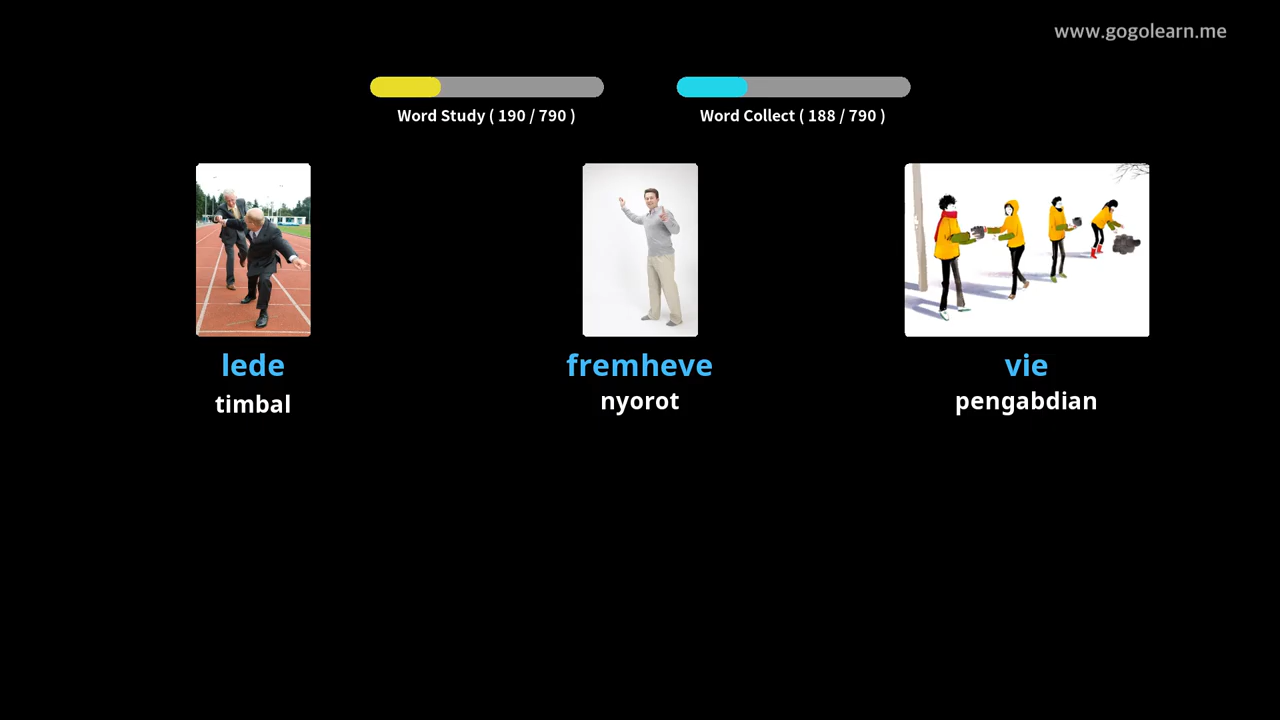 www.gogolearn.me
Word Study ( 190 / 790 )
Word Collect ( 188 / 790 )
lede
timbal
fremheve
nyorot
vie
pengabdian